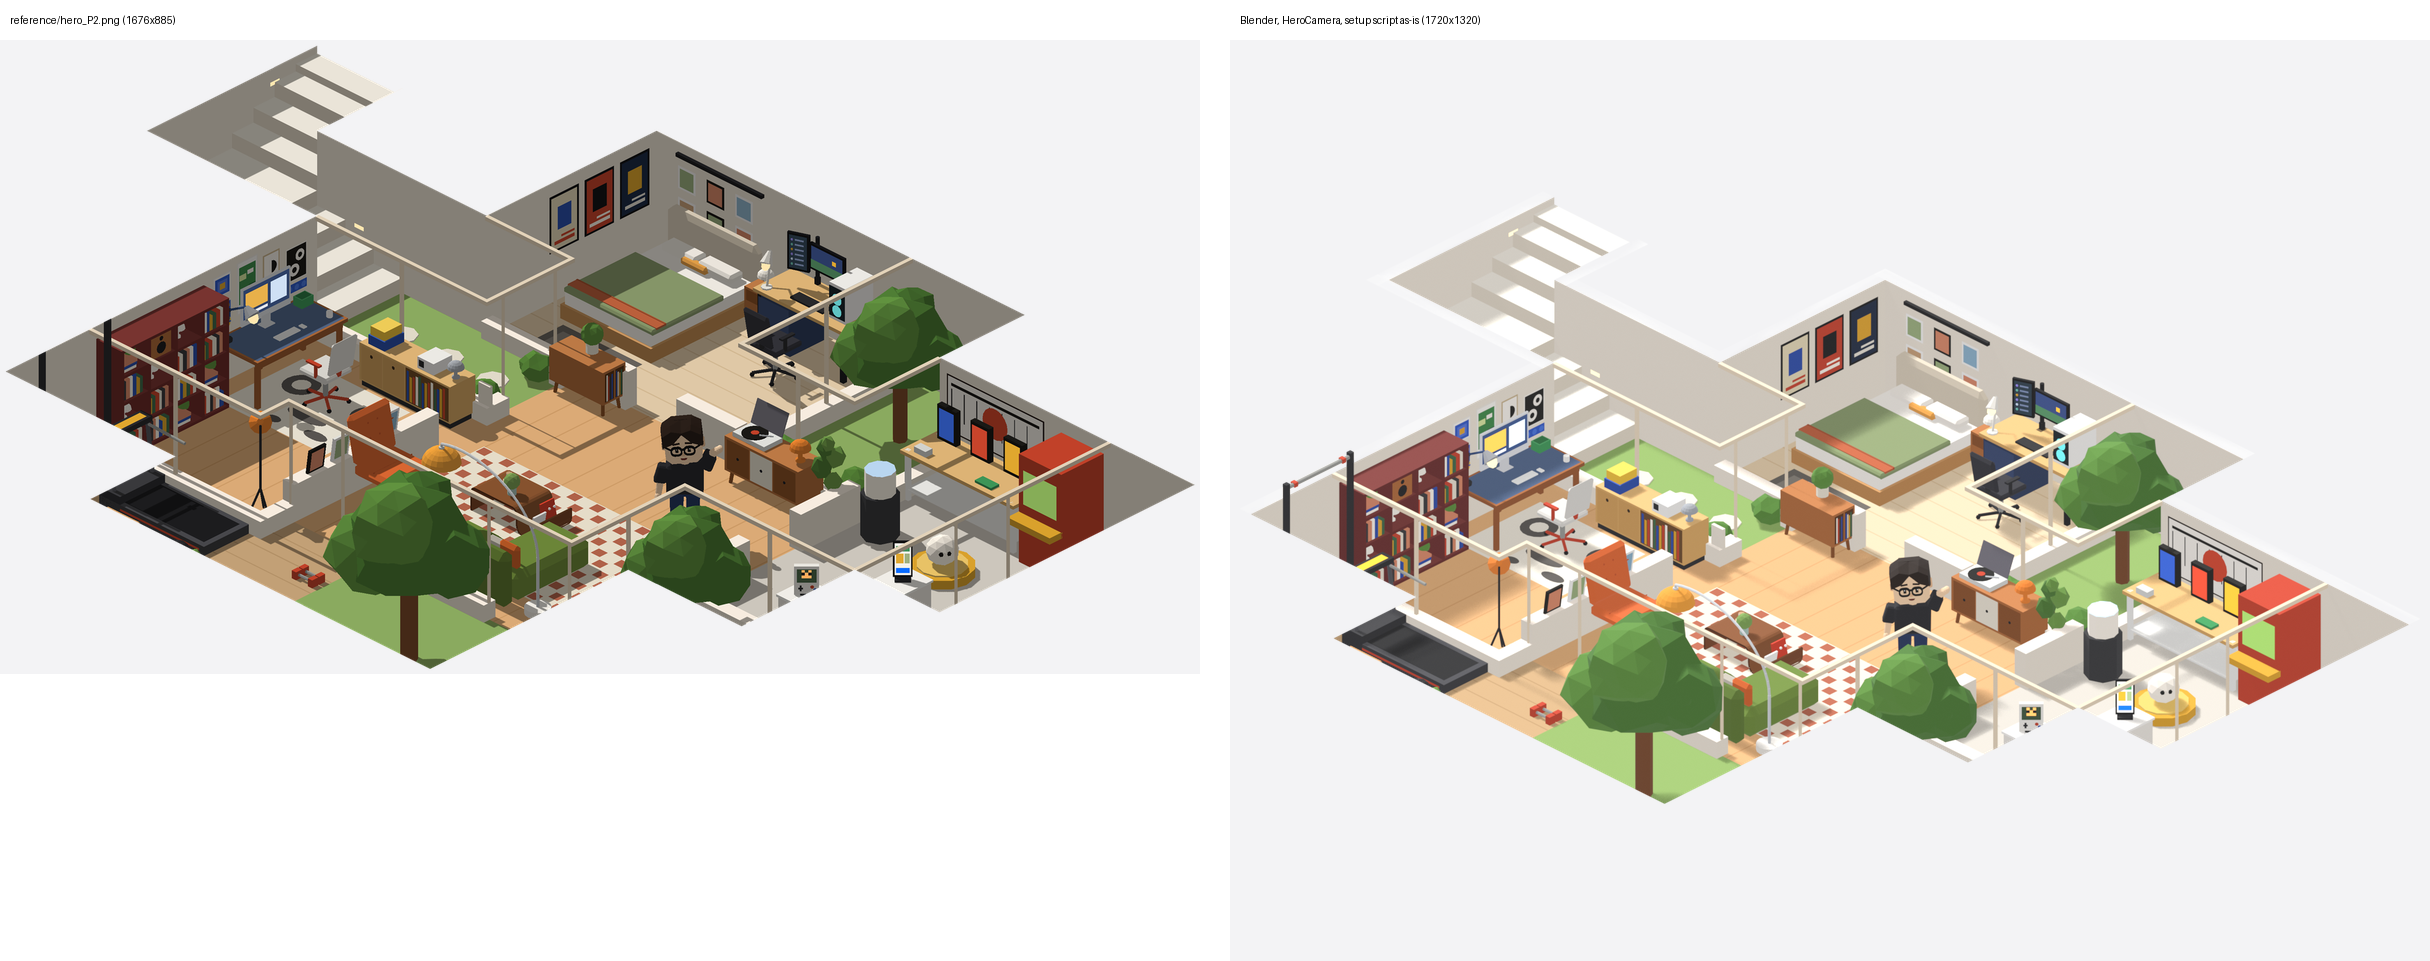 reference/hero_P2.png (1676x885)
Blender, HeroCamera, setup script as-is (1720x1320)